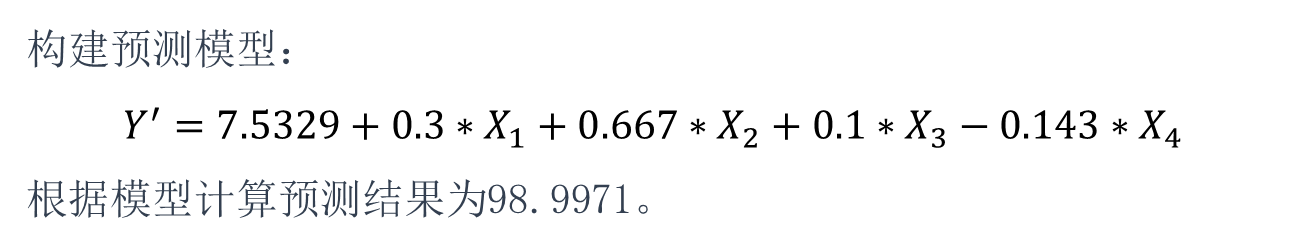 构建预测模型：
Y′ = 7.5329 + 0.3 ∗ X₁ + 0.667 ∗ X₂ + 0.1 ∗ X₃ − 0.143 ∗ X₄
根据模型计算预测结果为98.9971。